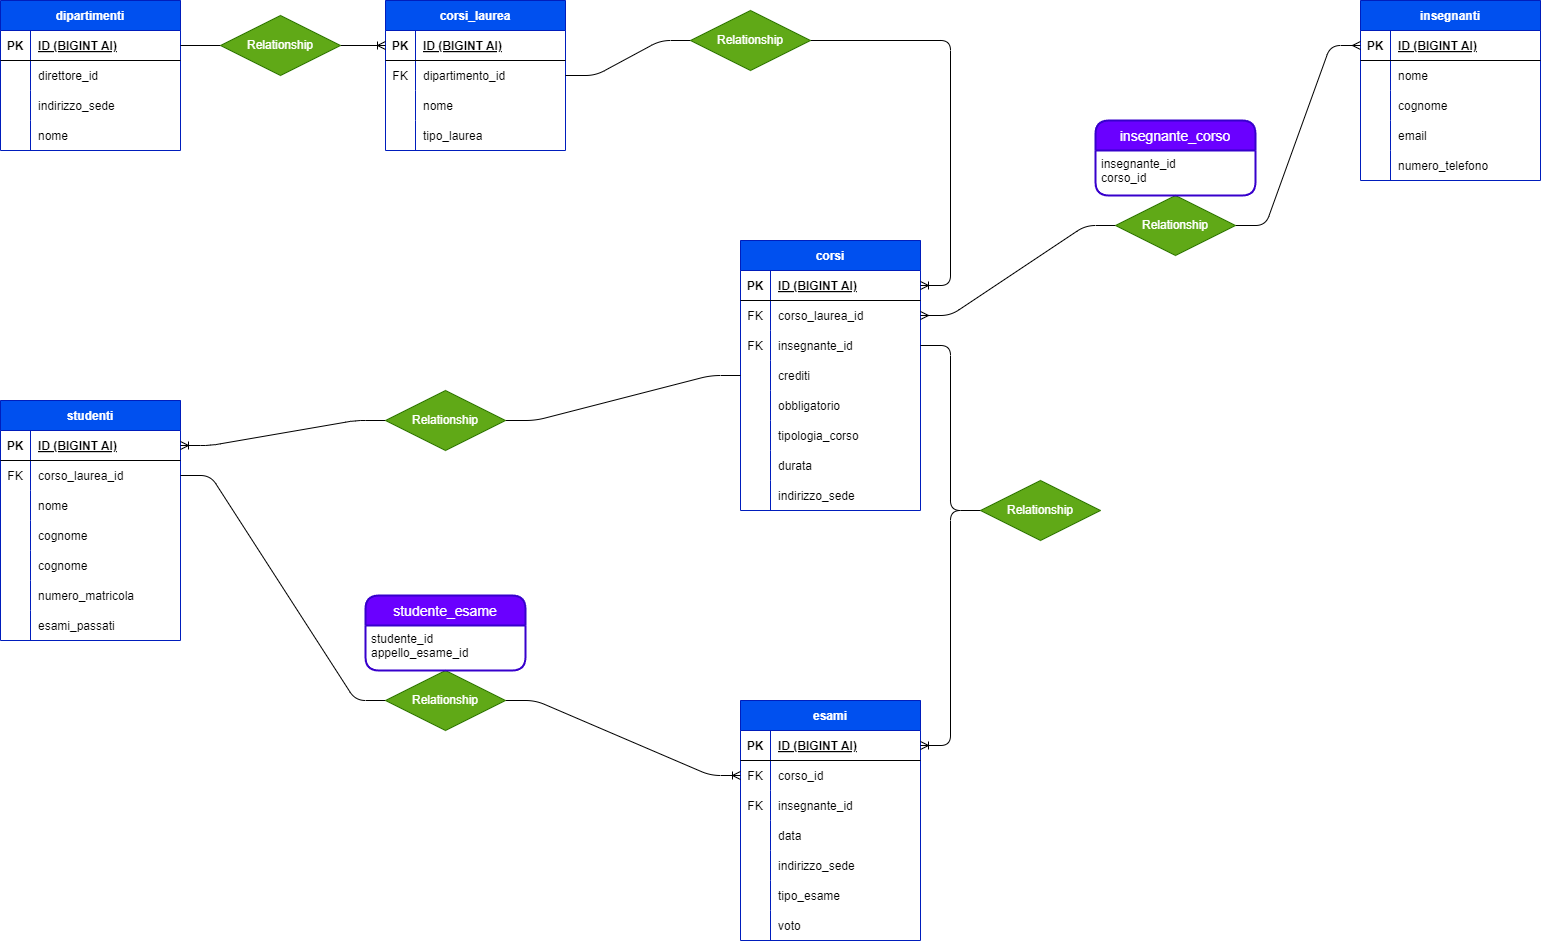 dipartimenti
PK ID (BIGINT AI)
direttore_id
indirizzo_sede
nome
Relationship
corsi_laurea
PK ID (BIGINT AI)
FK dipartimento_id
nome
tipo_laurea
Relationship
insegnanti
PK ID (BIGINT AI)
nome
cognome
email
numero_telefono
insegnante_corso
insegnante_id
corso_id
Relationship
corsi
PK ID (BIGINT AI)
FK corso_laurea_id
FK insegnante_id
crediti
obbligatorio
tipologia_corso
durata
indirizzo_sede
Relationship
studenti
PK ID (BIGINT AI)
FK corso_laurea_id
nome
cognome
cognome
numero_matricola
esami_passati
Relationship
studente_esame
studente_id
appello_esame_id
Relationship
esami
PK ID (BIGINT AI)
FK corso_id
FK insegnante_id
data
indirizzo_sede
tipo_esame
voto